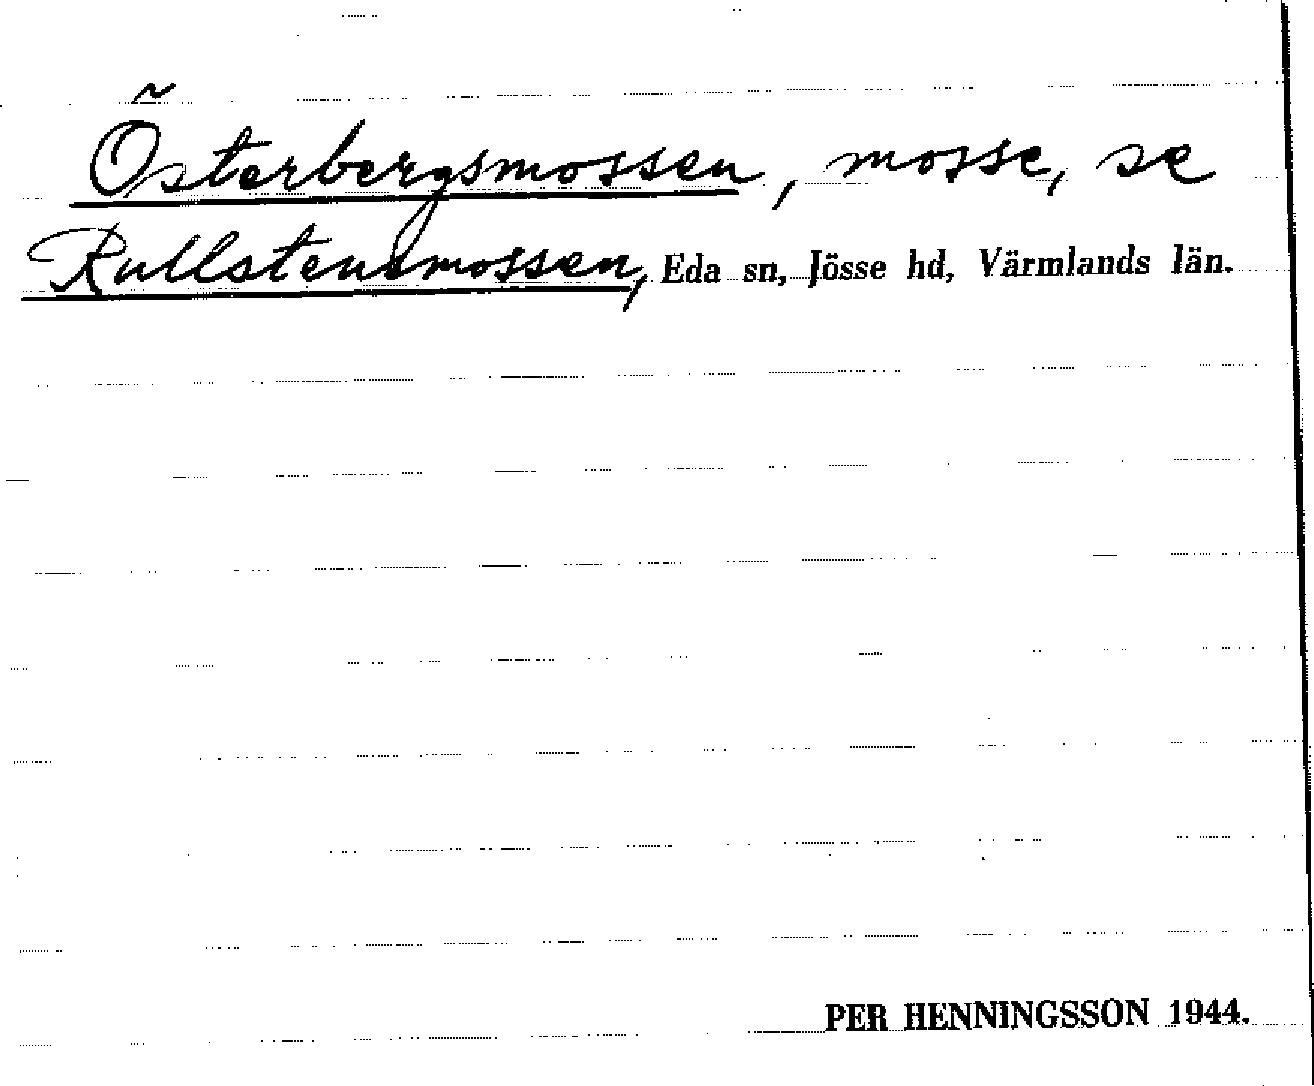 Österbergsmossen, mosse, se
Rullstensmossen, Eda sn, Jösse hd, Värmlands län.
PER HENNINGSSON 1944.